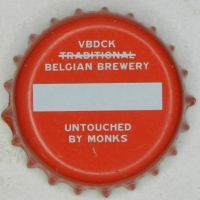 VBDCK
TRADITIONAL
BELGIAN BREWERY
UNTOUCHED
BY MONKS